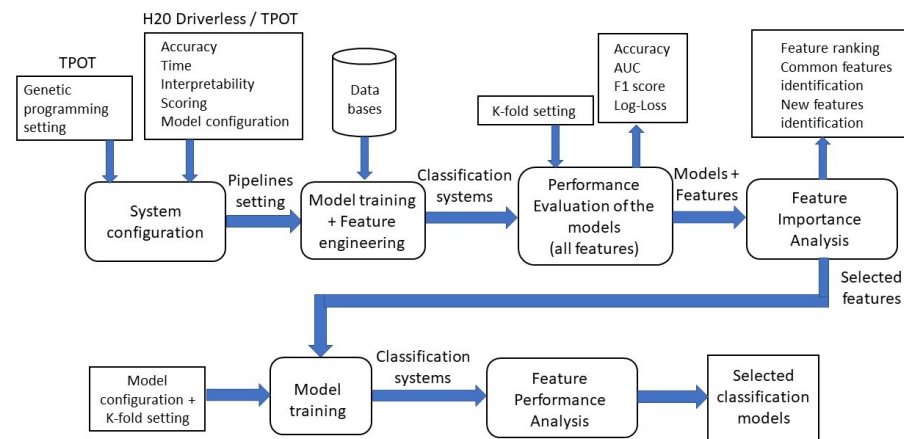 H20 Driverless / TPOT
TPOT
Genetic
programming
setting
Accuracy
Time
Interpretability
Scoring
Model configuration
Data
bases
K-fold setting
Accuracy
AUC
F1 score
Log-Loss
Feature ranking
Common features
identification
New features
identification
System
configuration
Pipelines
setting
Model training
+ Feature
engineering
Classification
systems
Performance
Evaluation of the
models
(all features)
Models +
Features
Feature
Importance
Analysis
Selected
features
Model
configuration +
K-fold setting
Model
training
Classification
systems
Feature
Performance
Analysis
Selected
classification
models